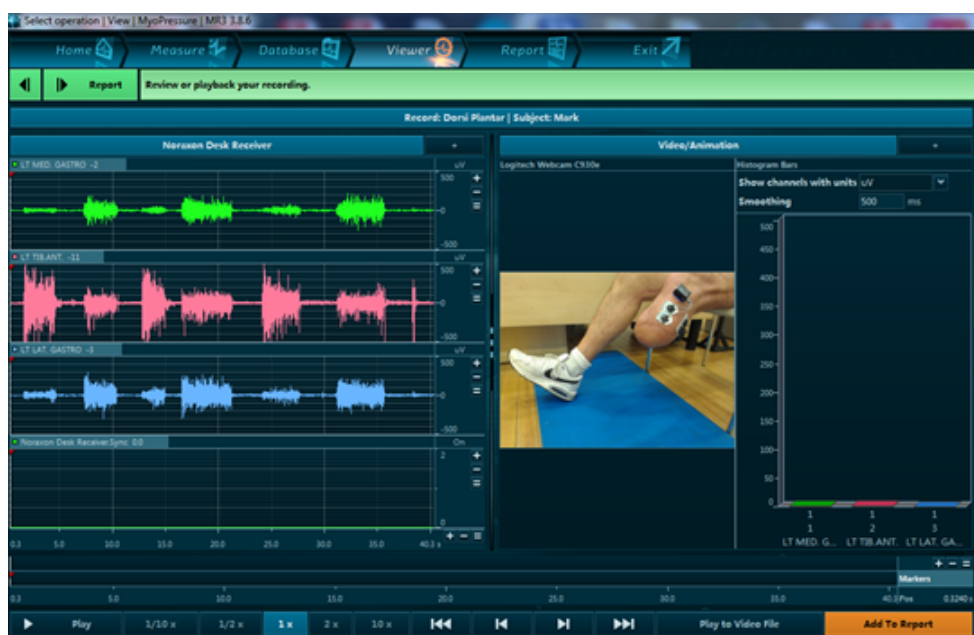 Select operation | View | MyoPressure | MR3 3.8.6
Home
Measure
Database
Viewer
Report
Exit
Report
Review or playback your recording.
Record: Dorsi Plantar | Subject: Mark
Noraxon Desk Receiver
+
Video/Animation
+
LT MED. GASTRO -2
uV
500
0
-500
LT TIB.ANT. -11
uV
500
0
-500
LT LAT. GASTRO -3
uV
500
0
-500
Noraxon Desk Receiver.Sync 0.0
On
2
0
0.3 5.0 10.0 15.0 20.0 25.0 30.0 35.0 40.3 s
Logitech Webcam C930e
Histogram Bars
Show channels with units uV
Smoothing 500 ms
500
450
400
350
300
250
200
150
100
50
0
1 1 1
1 2 3
LT MED. G... LT TIB.ANT. LT LAT. GA...
Markers
0.3 5.0 10.0 15.0 20.0 25.0 30.0 35.0 40.3 Pos 0.3240 s
Play 1/10 x 1/2 x 1 x 2 x 10 x Play to Video File Add To Report